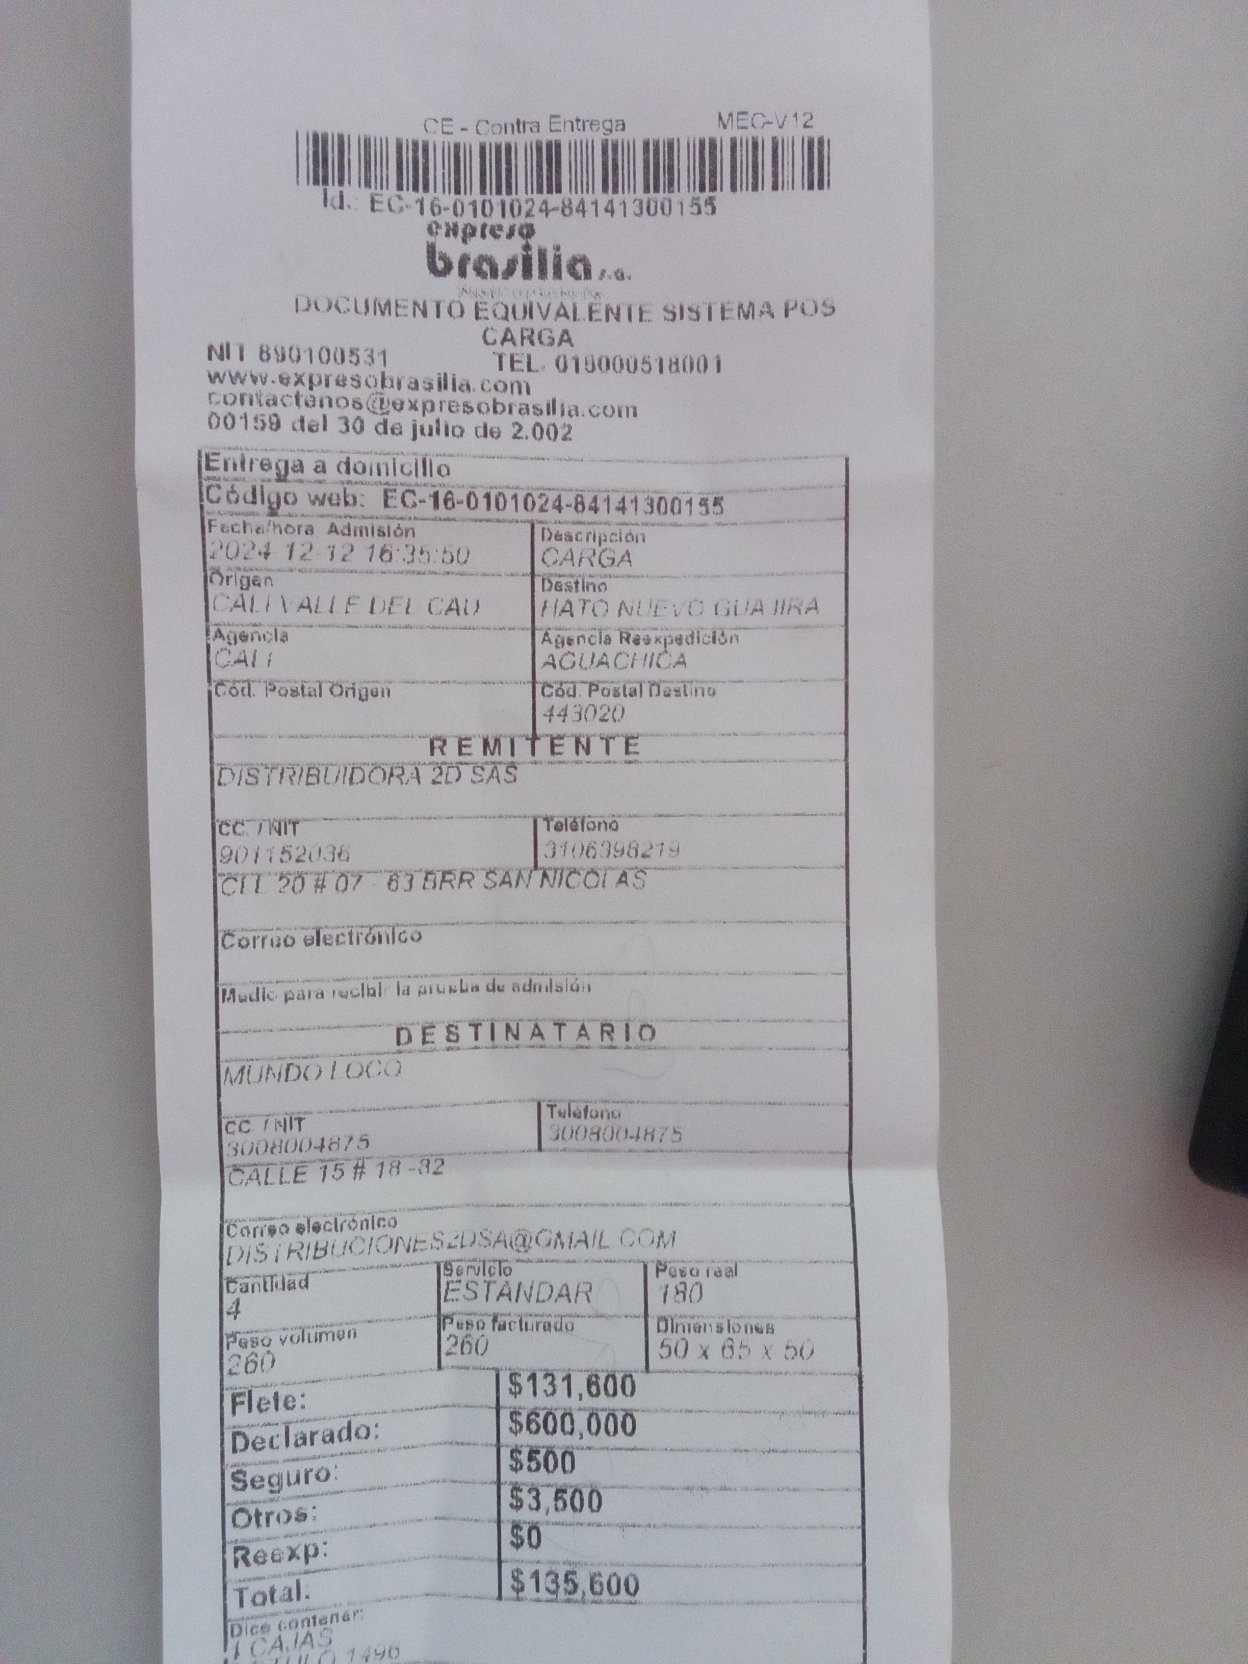 CE - Contra Entrega MEC-V12
Id.: EC-16-0101024-84141300155
expreso
brasilia s.a.
DOCUMENTO EQUIVALENTE SISTEMA POS
CARGA
NIT 890100531 TEL. 019000518001
www.expresobrasilia.com
contactenos@expresobrasilia.com
00159 del 30 de julio de 2.002
Entrega a domicilio
Código web: EC-16-0101024-84141300155
Fecha/hora Admisión Descripción
2024-12-12 16:35:50 CARGA
Origen Destino
CALI VALLE DEL CAU HATO NUEVO GUAJIRA
Agencia Agencia Reexpedición
CALI AGUACHICA
Cód. Postal Origen Cód. Postal Destino
443020
REMITENTE
DISTRIBUIDORA 2D SAS
CC. / NIT Teléfono
901152036 3106398219
CLL 20 # 07 - 63 BRR SAN NICOLAS
Correo electrónico
Medio para recibir la prueba de admisión
DESTINATARIO
MUNDO LOCO
CC. / NIT Teléfono
3008004875 3008004875
CALLE 15 # 18 -82
Correo electrónico
DISTRIBUCIONES2DSA@GMAIL.COM
Cantidad Servicio Peso real
4 ESTANDAR 180
Peso volumen Peso facturado Dimensiones
260 260 50 x 65 x 50
Flete: $131,600
Declarado: $600,000
Seguro: $500
Otros: $3,500
Reexp: $0
Total: $135,600
Dice contener:
CAJAS
1496